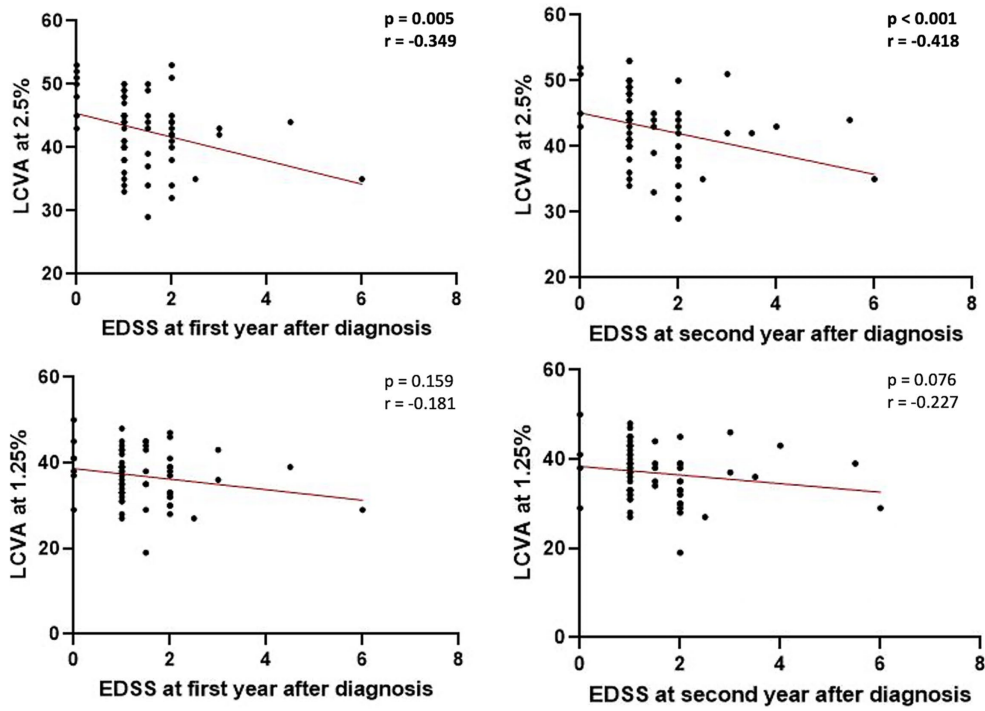 p = 0.005
r = -0.349
60
50
40
30
20
0 2 4 6 8
LCVA at 2.5%
EDSS at first year after diagnosis
p < 0.001
r = -0.418
60
50
40
30
20
0 2 4 6 8
LCVA at 2.5%
EDSS at second year after diagnosis
p = 0.159
r = -0.181
60
40
20
0
0 2 4 6 8
LCVA at 1.25%
EDSS at first year after diagnosis
p = 0.076
r = -0.227
60
40
20
0
0 2 4 6 8
LCVA at 1.25%
EDSS at second year after diagnosis